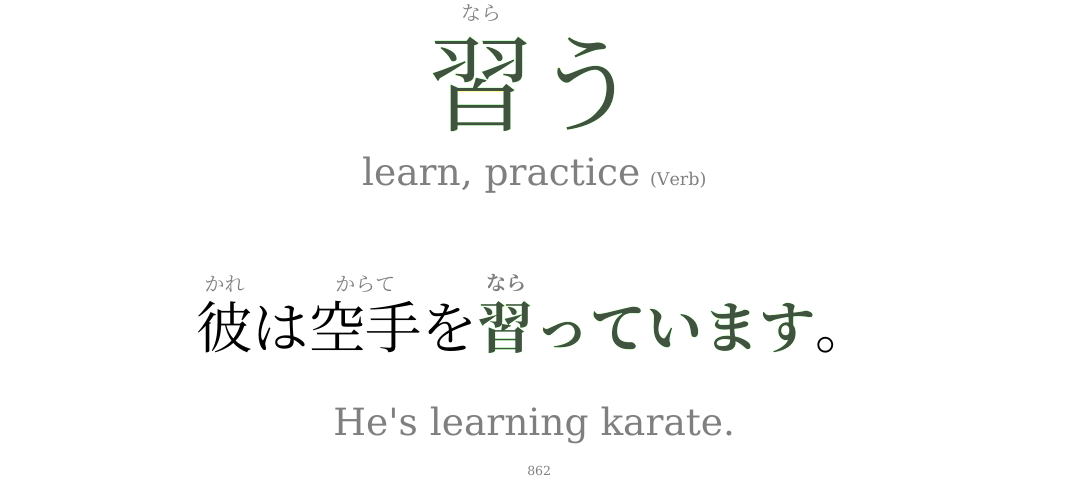 なら
習う
learn, practice (Verb)
かれ からて なら
彼は空手を習っています。
He's learning karate.
862